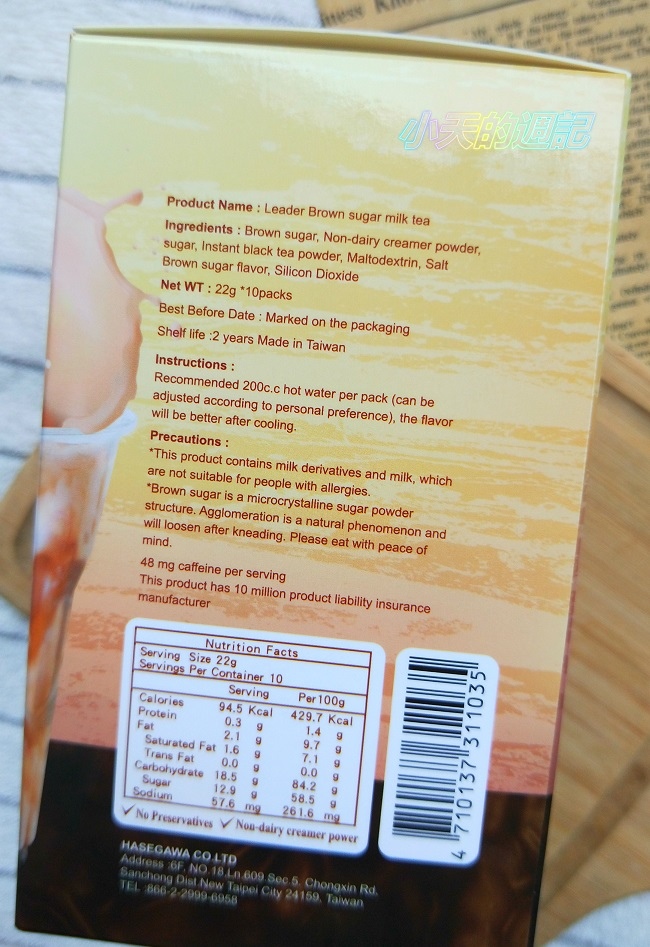 小天的週記
Product Name : Leader Brown sugar milk tea
Ingredients : Brown sugar, Non-dairy creamer powder,
sugar, Instant black tea powder, Maltodextrin, Salt
Brown sugar flavor, Silicon Dioxide
Net WT : 22g *10packs
Best Before Date : Marked on the packaging
Shelf life :2 years Made in Taiwan
Instructions :
Recommended 200c.c hot water per pack (can be
adjusted according to personal preference), the flavor
will be better after cooling.
Precautions :
*This product contains milk derivatives and milk, which
are not suitable for people with allergies.
*Brown sugar is a microcrystalline sugar powder
structure. Agglomeration is a natural phenomenon and
will loosen after kneading. Please eat with peace of
mind.
48 mg caffeine per serving
This product has 10 million product liability insurance
manufacturer
Nutrition Facts
Serving Size 22g
Servings Per Container 10
Serving Per100g
Calories 94.5 Kcal 429.7 Kcal
Protein 0.3 g 1.4 g
Fat 2.1 g 9.7 g
Saturated Fat 1.6 g 7.1 g
Trans Fat 0.0 g 0.0 g
Carbohydrate 18.5 g 84.2 g
Sugar 12.9 g 58.5 g
Sodium 57.6 mg 261.6 mg
✓ No Preservatives ✓ Non-dairy creamer power
4 710137 311035
HASEGAWA CO LTD
Address :6F, NO.18,Ln.609 Sec 5. Chongxin Rd.
Sanchong Dist New Taipei City 24159, Taiwan
TEL :866-2-2999-6958